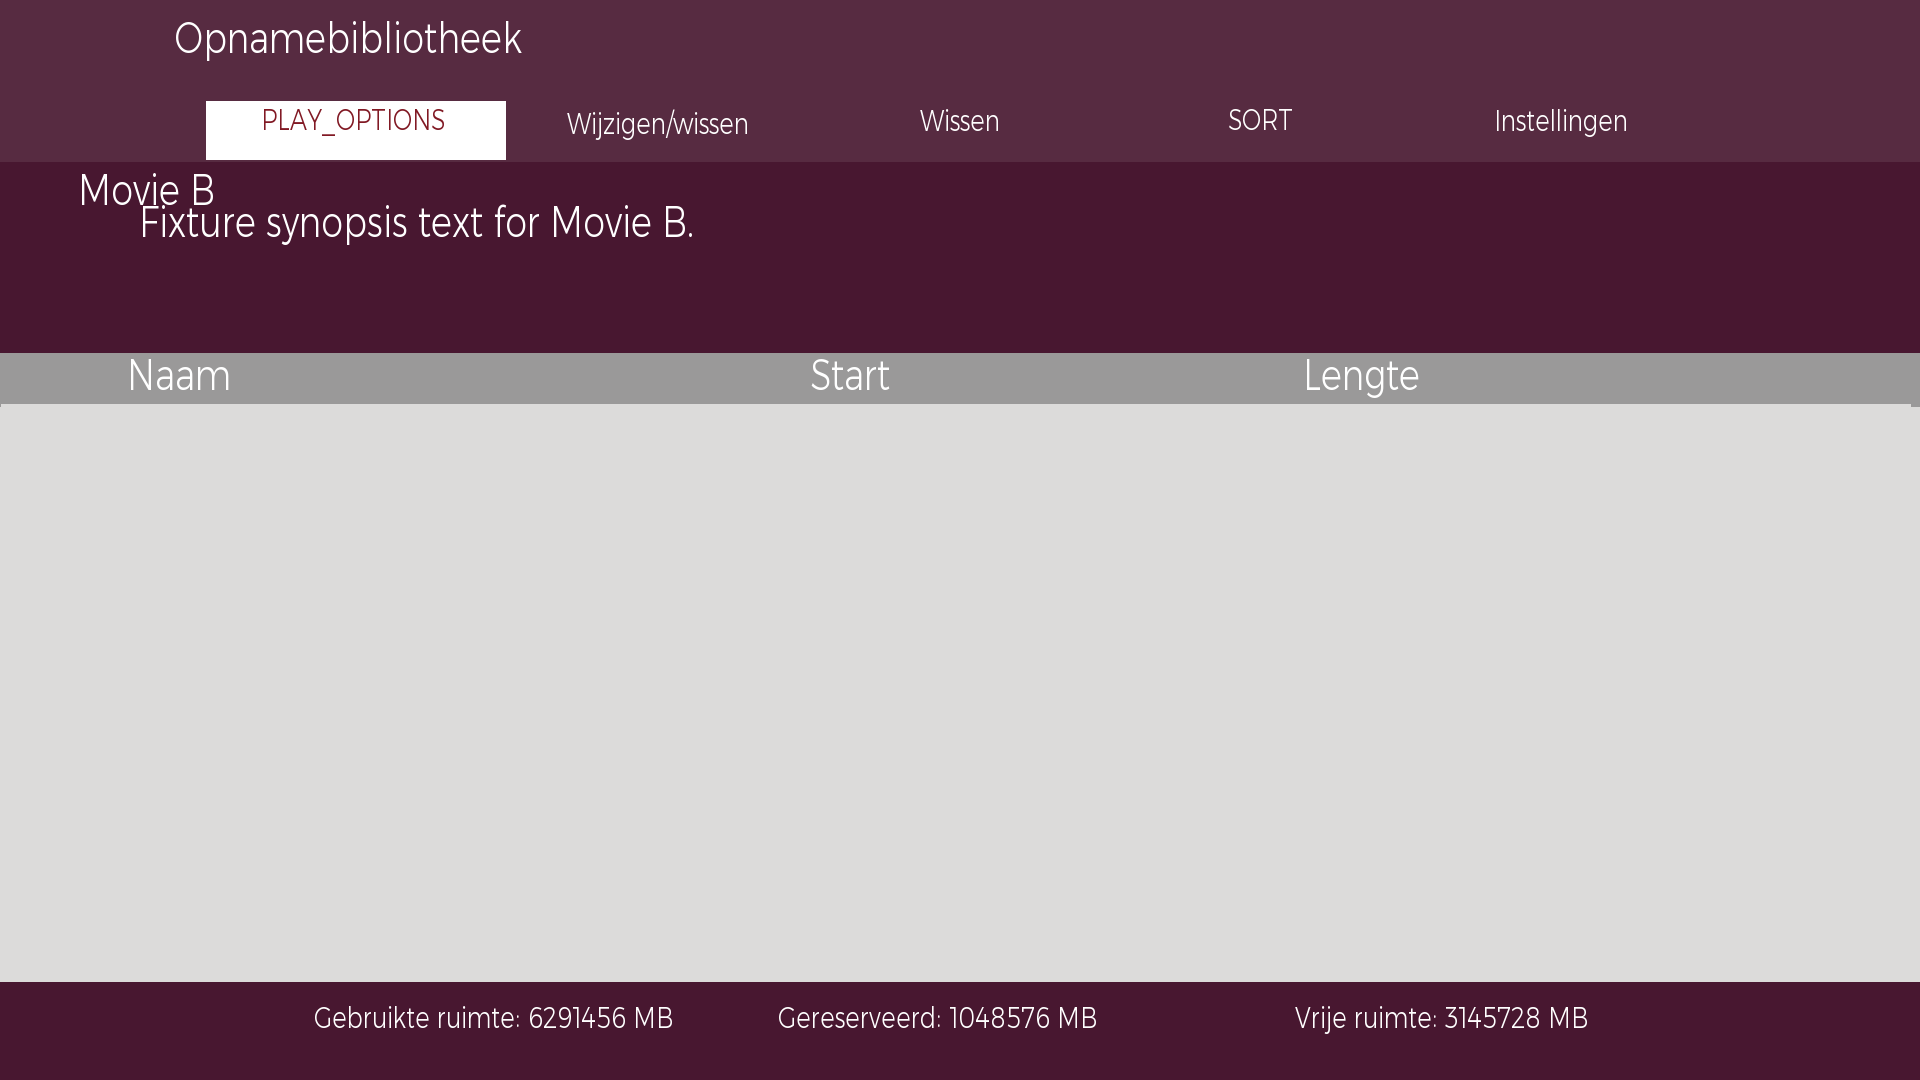 Opnamebibliotheek
PLAY_OPTIONS Wijzigen/wissen Wissen SORT Instellingen
Movie B
Fixture synopsis text for Movie B.
Naam Start Lengte
Gebruikte ruimte: 6291456 MB Gereserveerd: 1048576 MB Vrije ruimte: 3145728 MB